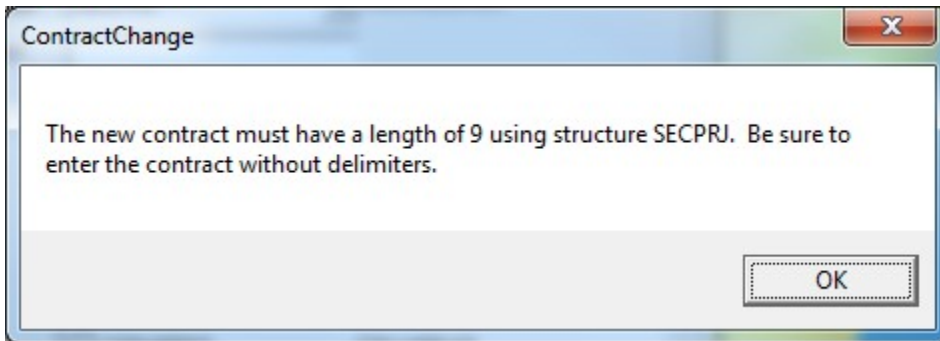 ContractChange
The new contract must have a length of 9 using structure SECPRJ.  Be sure to
enter the contract without delimiters.
OK